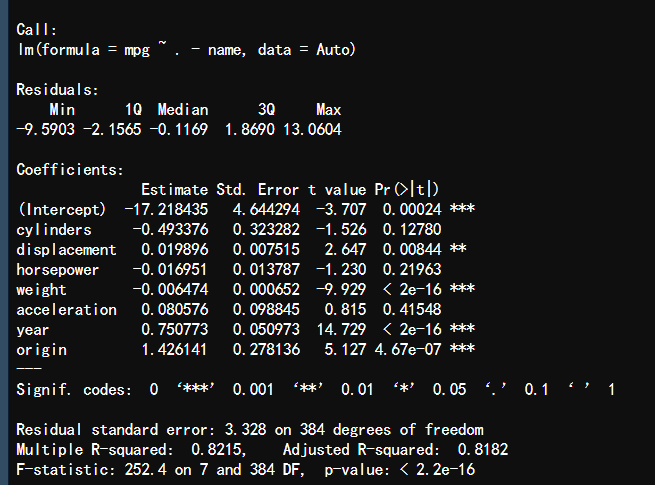 Call:
lm(formula = mpg ~ . - name, data = Auto)
Residuals:
    Min      1Q  Median      3Q     Max
-9.5903 -2.1565 -0.1169  1.8690 13.0604
Coefficients:
               Estimate Std. Error t value Pr(>|t|)
(Intercept)  -17.218435   4.644294  -3.707  0.00024 ***
cylinders     -0.493376   0.323282  -1.526  0.12780
displacement   0.019896   0.007515   2.647  0.00844 **
horsepower    -0.016951   0.013787  -1.230  0.21963
weight        -0.006474   0.000652  -9.929  < 2e-16 ***
acceleration   0.080576   0.098845   0.815  0.41548
year           0.750773   0.050973  14.729  < 2e-16 ***
origin         1.426141   0.278136   5.127 4.67e-07 ***
---
Signif. codes:  0 ‘***’ 0.001 ‘**’ 0.01 ‘*’ 0.05 ‘.’ 0.1 ‘ ’ 1
Residual standard error: 3.328 on 384 degrees of freedom
Multiple R-squared:  0.8215,    Adjusted R-squared:  0.8182
F-statistic: 252.4 on 7 and 384 DF,  p-value: < 2.2e-16